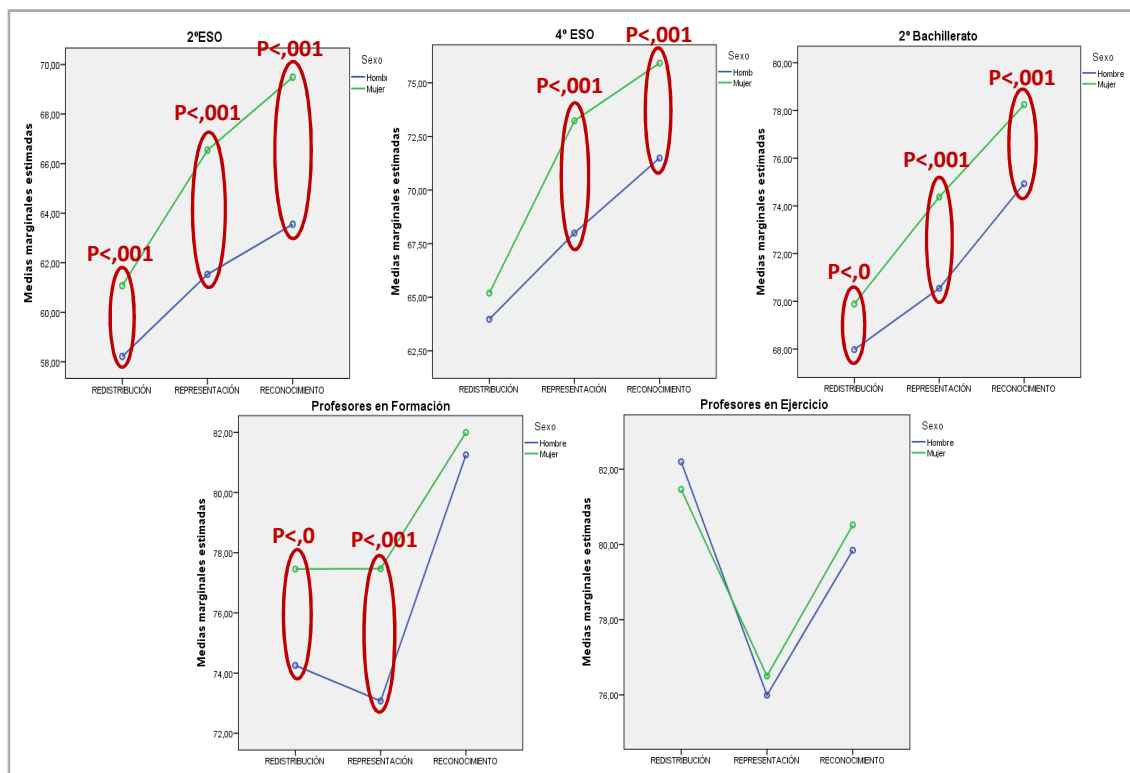 2ºESO
P<,001
Sexo
Hombı
Mujer
70,00
68,00
66,00
64,00
62,00
60,00
58,00
Medias marginales estimadas
P<,001
P<,001
REDISTRIBUCIÓN
REPRESENTACIÓN
RECONOCIMIENTO
4º ESO
P<,001
Sexo
Homb
Mujer
75,00
72,50
70,00
67,50
65,00
62,50
Medias marginales estimadas
P<,001
REDISTRIBUCIÓN
REPRESENTACIÓN
RECONOCIMIENTO
2º Bachillerato
P<,001
Sexo
Hombre
Mujer
80,00
78,00
76,00
74,00
72,00
70,00
68,00
Medias marginales estimadas
P<,001
P<,0
REDISTRIBUCIÓN
REPRESENTACIÓN
RECONOCIMIENTO
Profesores en Formación
Sexo
Hombre
Mujer
82,00
80,00
78,00
76,00
74,00
72,00
Medias marginales estimadas
P<,0
P<,001
REDISTRIBUCIÓN
REPRESENTACIÓN
RECONOCIMIENTO
Profesores en Ejercicio
Sexo
Hombre
Mujer
82,00
80,00
78,00
76,00
Medias marginales estimadas
REDISTRIBUCIÓN
REPRESENTACIÓN
RECONOCIMIENTO